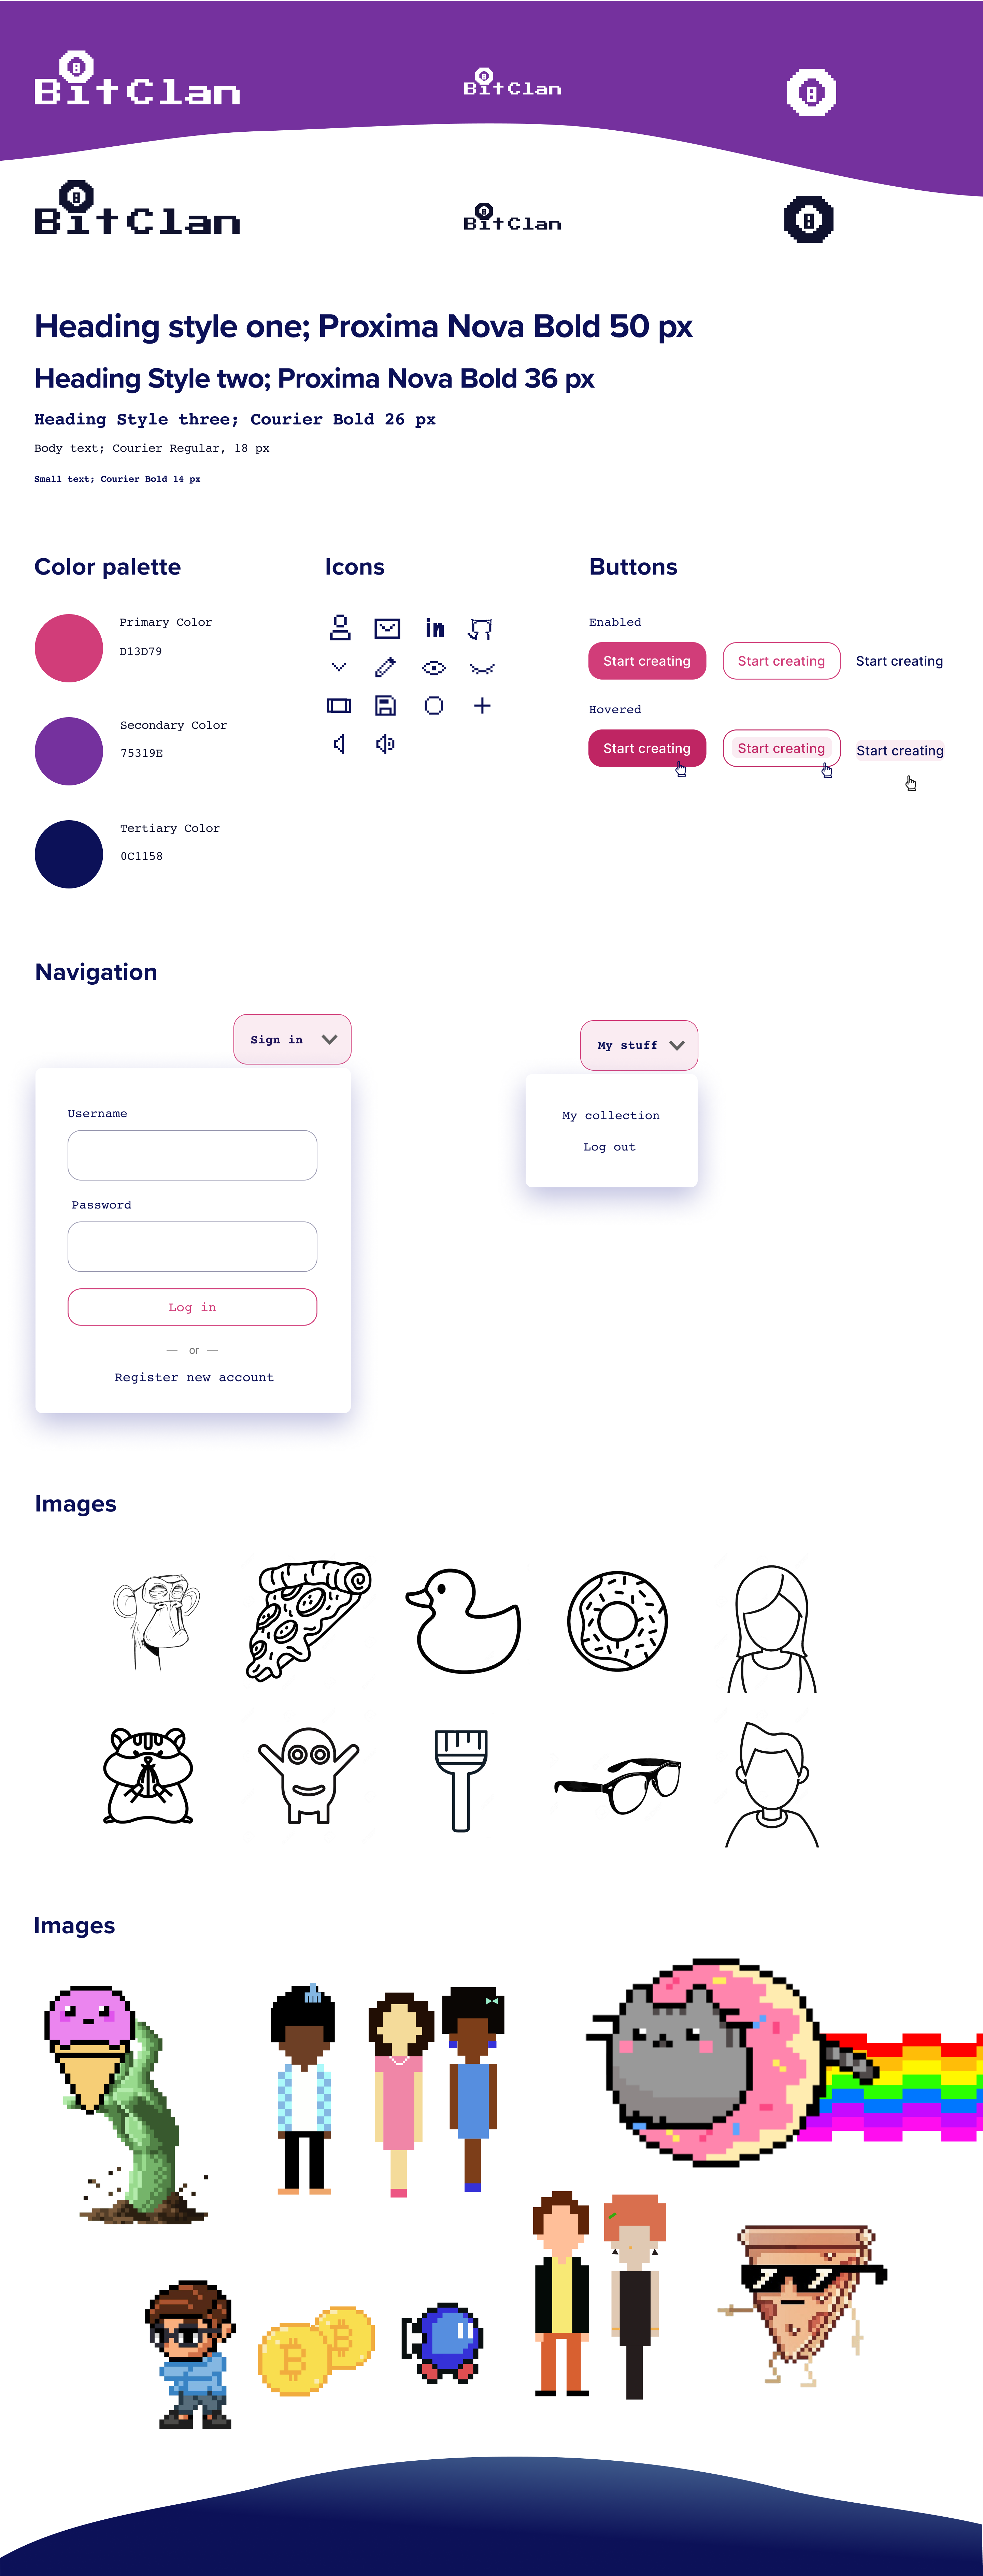 BitClan
BitClan
BitClan
BitClan
Heading style one; Proxima Nova Bold 50 px
Heading Style two; Proxima Nova Bold 36 px
Heading Style three; Courier Bold 26 px
Body text; Courier Regular, 18 px
Small text; Courier Bold 14 px
Color palette
Icons
Buttons
Primary Color
D13D79
Secondary Color
75319E
Tertiary Color
0C1158
in
Enabled
Start creating
Start creating
Start creating
Hovered
Start creating
Start creating
Start creating
Navigation
Sign in
Username
Password
Log in
— or —
Register new account
My stuff
My collection
Log out
Images
Images